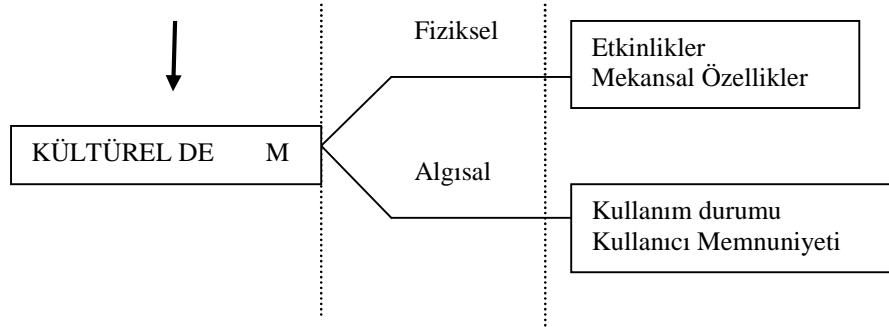 Fiziksel
Etkinlikler
Mekansal Özellikler
KÜLTÜREL DE M
Algısal
Kullanım durumu
Kullanıcı Memnuniyeti